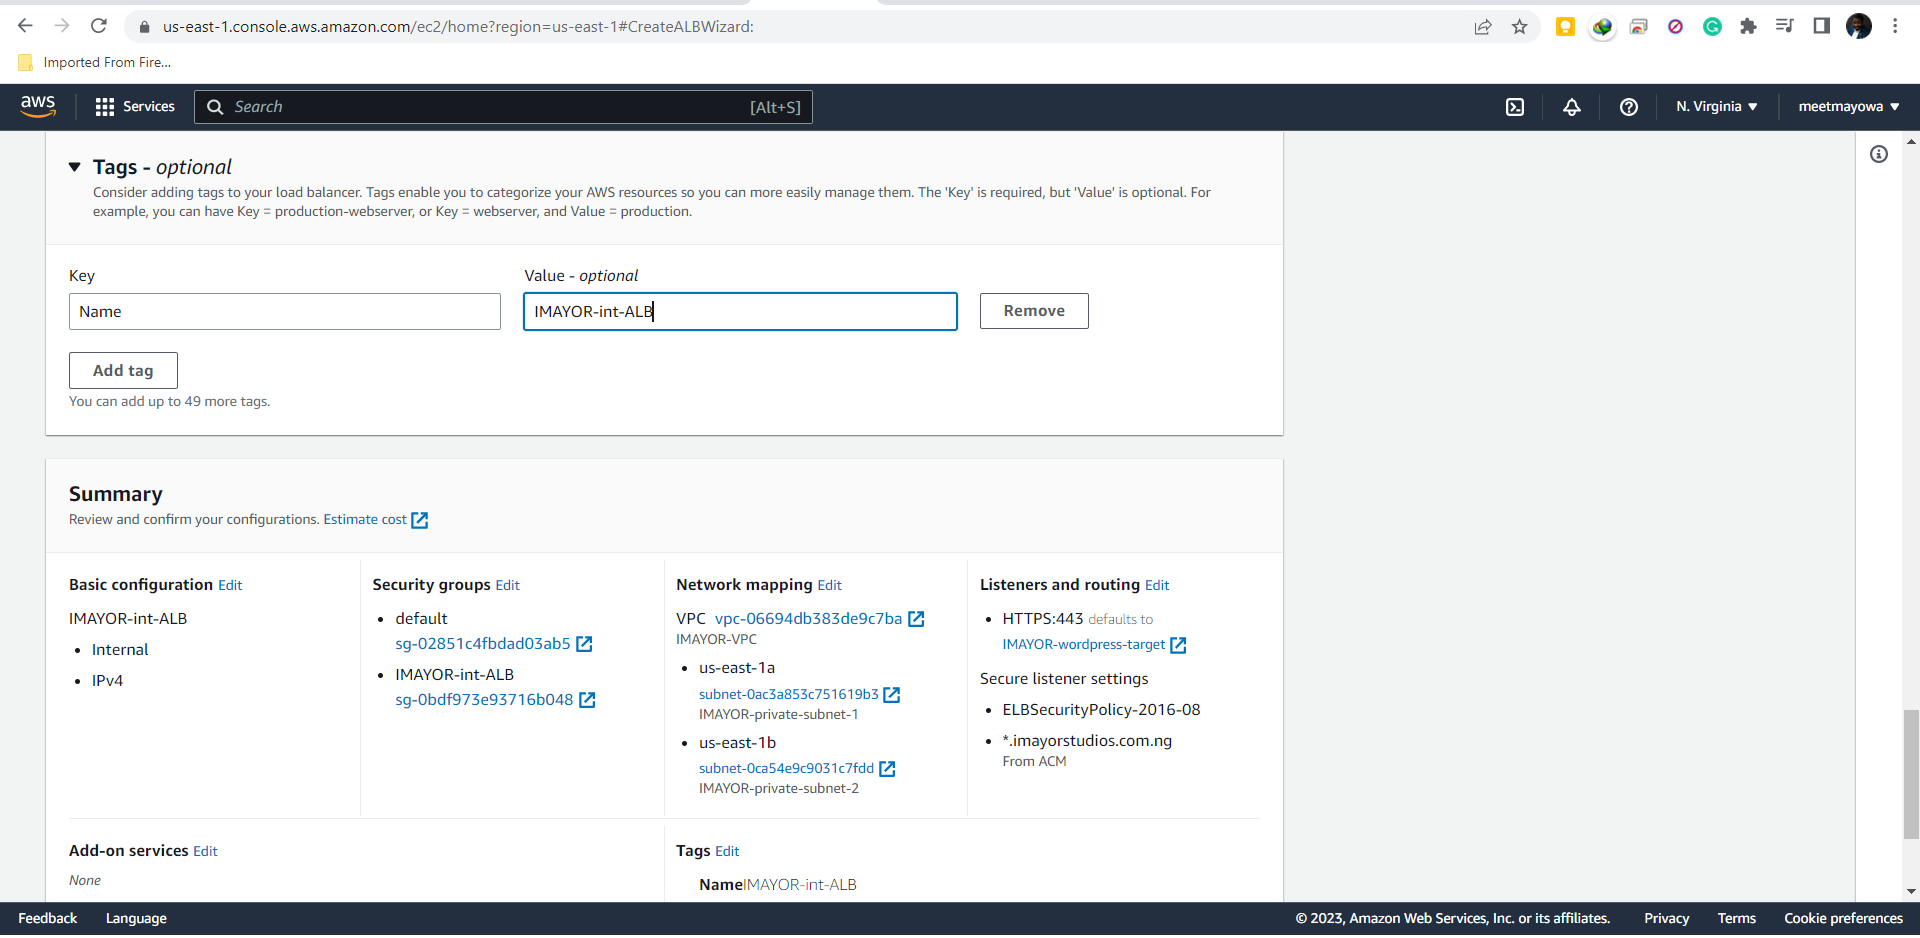 us-east-1.console.aws.amazon.com/ec2/home?region=us-east-1#CreateALBWizard:
Imported From Fire...
aws
Services
Search
[Alt+S]
N. Virginia
meetmayowa
Tags - optional
Consider adding tags to your load balancer. Tags enable you to categorize your AWS resources so you can more easily manage them. The 'Key' is required, but 'Value' is optional. For
example, you can have Key = production-webserver, or Key = webserver, and Value = production.
Key
Value - optional
Name
IMAYOR-int-ALB
Remove
Add tag
You can add up to 49 more tags.
Summary
Review and confirm your configurations. Estimate cost
Basic configuration Edit
IMAYOR-int-ALB
• Internal
• IPv4
Security groups Edit
• default
sg-02851c4fbdad03ab5
• IMAYOR-int-ALB
sg-0bdf973e93716b048
Network mapping Edit
VPC vpc-06694db383de9c7ba
IMAYOR-VPC
• us-east-1a
subnet-0ac3a853c751619b3
IMAYOR-private-subnet-1
• us-east-1b
subnet-0ca54e9c9031c7fdd
IMAYOR-private-subnet-2
Listeners and routing Edit
• HTTPS:443 defaults to
IMAYOR-wordpress-target
Secure listener settings
• ELBSecurityPolicy-2016-08
• *.imayorstudios.com.ng
From ACM
Add-on services Edit
None
Tags Edit
NameIMAYOR-int-ALB
Feedback
Language
© 2023, Amazon Web Services, Inc. or its affiliates.
Privacy
Terms
Cookie preferences